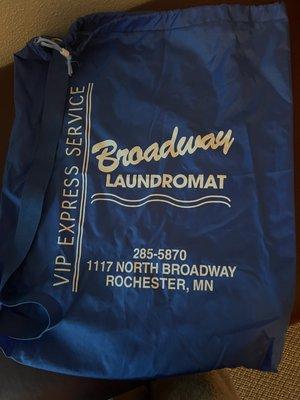 VIP EXPRESS SERVICE
Broadway
LAUNDROMAT
285-5870
1117 NORTH BROADWAY
ROCHESTER, MN